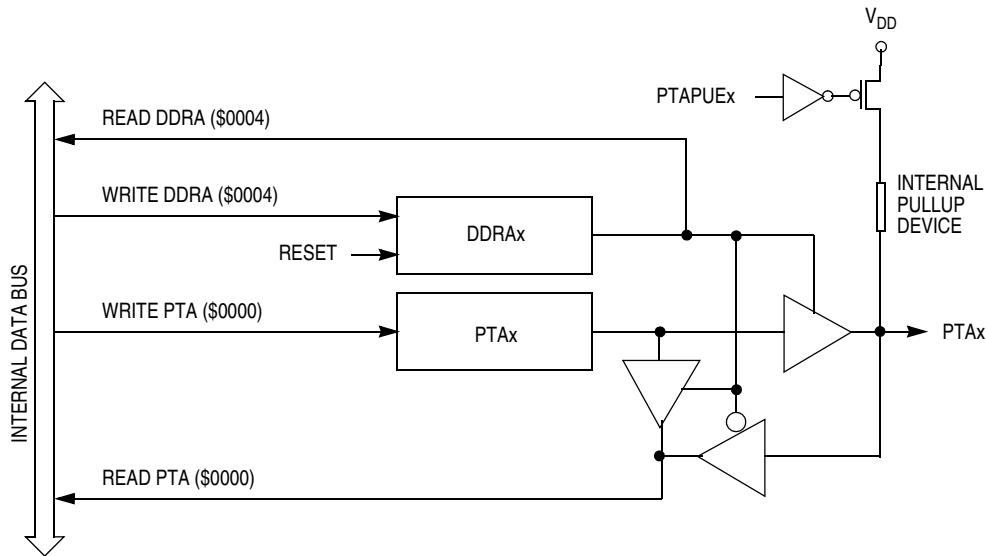 VDD
PTAPUEx
READ DDRA ($0004)
WRITE DDRA ($0004)
INTERNAL
PULLUP
DEVICE
DDRAx
RESET
WRITE PTA ($0000)
PTAx
PTAx
READ PTA ($0000)
INTERNAL DATA BUS